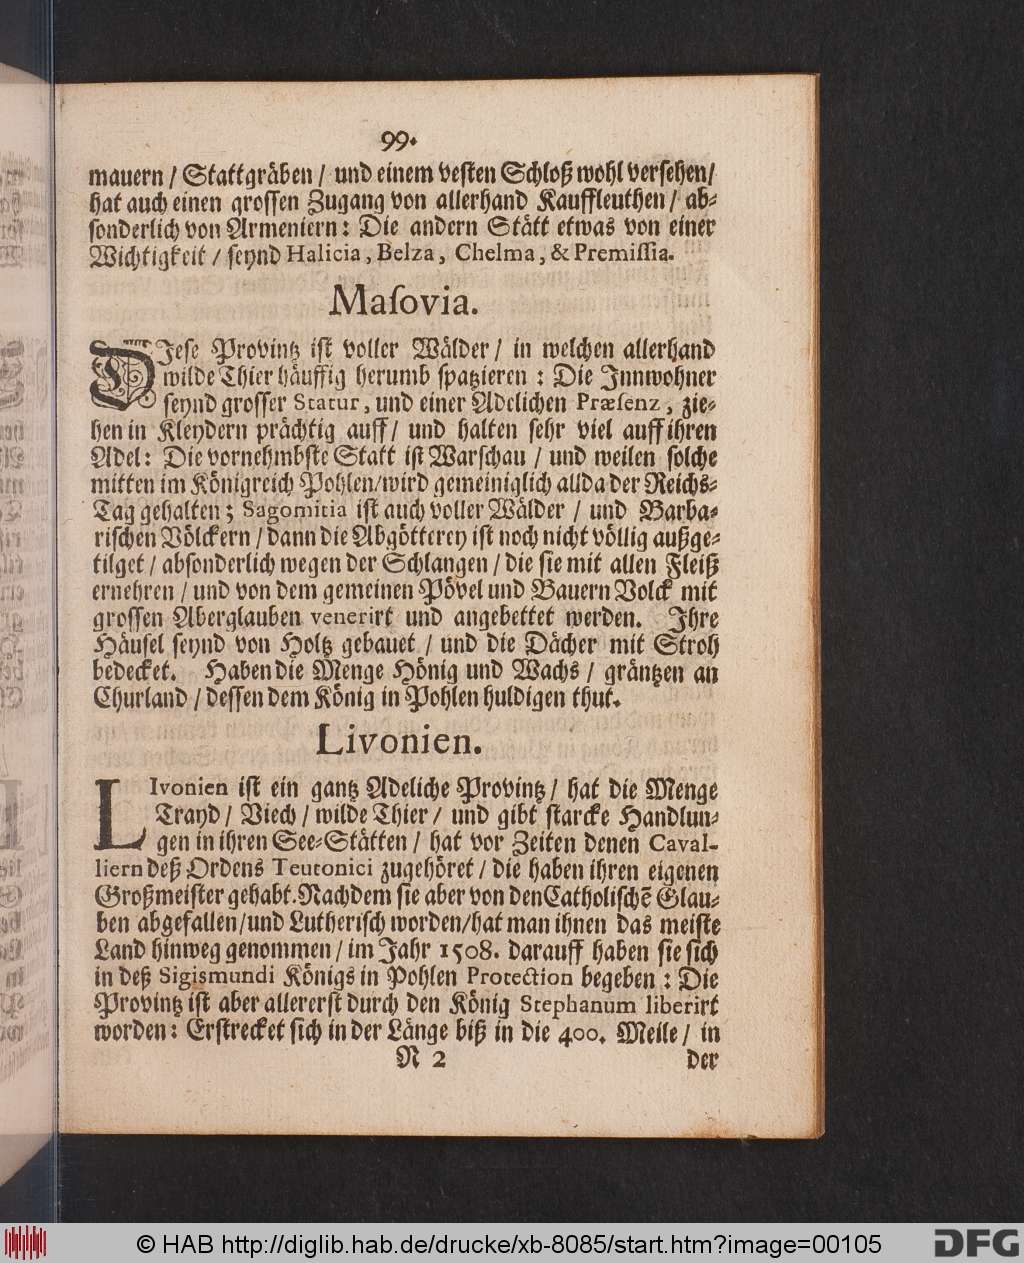 99.
mauern / Stattgräben / und einem vesten Schloß wohl versehen /
hat auch einen grossen Zugang von allerhand Kauffleuthen / ab-
sonderlich von Armeniern: Die andern Stätt etwas von einer
Wichtigkeit / seynd Halicia, Belza, Chelma, & Premiſſia.
Maſovia.
DIese Provintz ist voller Wälder / in welchen allerhand
wilde Thier häuffig herumb spatzieren : Die Innwohner
seynd grosser Statur, und einer Adelichen Præſenz, zie-
hen in Kleydern prächtig auff / und halten sehr viel auff ihren
Adel: Die vornehmbste Statt ist Warschau / und weilen solche
mitten im Königreich Pohlen / wird gemeiniglich allda der Reichs-
Tag gehalten; Sagomitia ist auch voller Wälder / und Barba-
rischen Völckern / dann die Abgötterey ist noch nicht völlig außge-
tilget / absonderlich wegen der Schlangen / die sie mit allen Fleiß
ernehren / und von dem gemeinen Pövel und Bauern Volck mit
grossen Aberglauben venerirt und angebettet werden. Ihre
Häusel seynd von Holtz gebauet / und die Dächer mit Stroh
bedecket. Haben die Menge Hönig und Wachs / gräntzen an
Churland / dessen dem König in Pohlen huldigen thut.
Livonien.
LIvonien ist ein gantz Adeliche Provintz / hat die Menge
Trayd / Viech / wilde Thier / und gibt starcke Handlun-
gen in ihren See-Stätten / hat vor Zeiten denen Caval-
liern deß Ordens Teutonici zugehöret / die haben ihren eigenen
Großmeister gehabt. Nachdem sie aber von den Catholischẽ Glau-
ben abgefallen / und Lutherisch worden / hat man ihnen das meiste
Land hinweg genommen / im Jahr 1508. darauff haben sie sich
in deß Sigismundi Königs in Pohlen Protection begeben : Die
Provintz ist aber allererst durch den König Stephanum liberirt
worden: Erstrecket sich in der Länge biß in die 400. Meile / in
N 2 der
© HAB http://diglib.hab.de/drucke/xb-8085/start.htm?image=00105
DFG